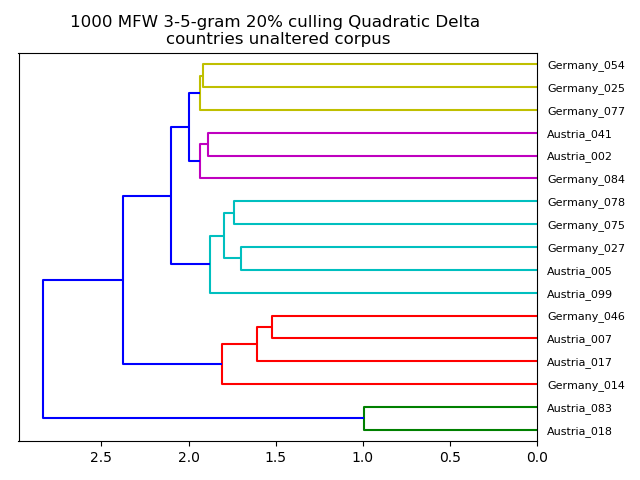 1000 MFW 3-5-gram 20% culling Quadratic Delta
countries unaltered corpus
Germany_054
Germany_025
Germany_077
Austria_041
Austria_002
Germany_084
Germany_078
Germany_075
Germany_027
Austria_005
Austria_099
Germany_046
Austria_007
Austria_017
Germany_014
Austria_083
Austria_018
2.5 2.0 1.5 1.0 0.5 0.0